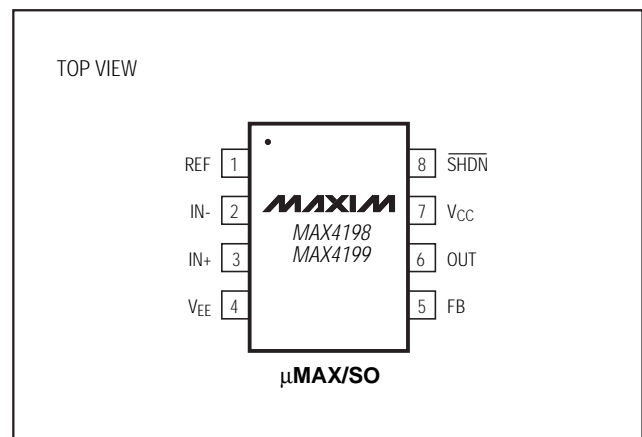 TOP VIEW
REF 1
8 S̅H̅D̅N̅
IN- 2
MAXIM
7 VCC
MAX4198
IN+ 3
MAX4199
6 OUT
VEE 4
5 FB
µMAX/SO